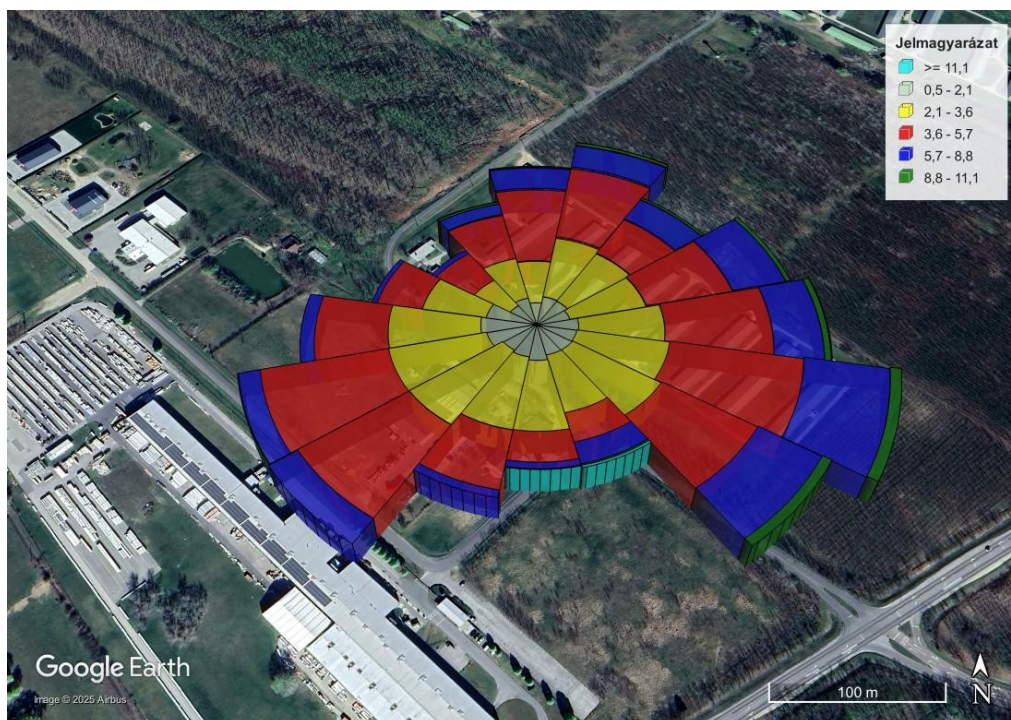 Jelmagyarázat
>= 11,1
0,5 - 2,1
2,1 - 3,6
3,6 - 5,7
5,7 - 8,8
8,8 - 11,1
Google Earth
Image © 2025 Airbus
100 m
N